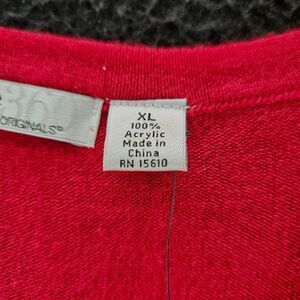 ORIGINALS®
XL
100%
Acrylic
Made in
China
RN 15610